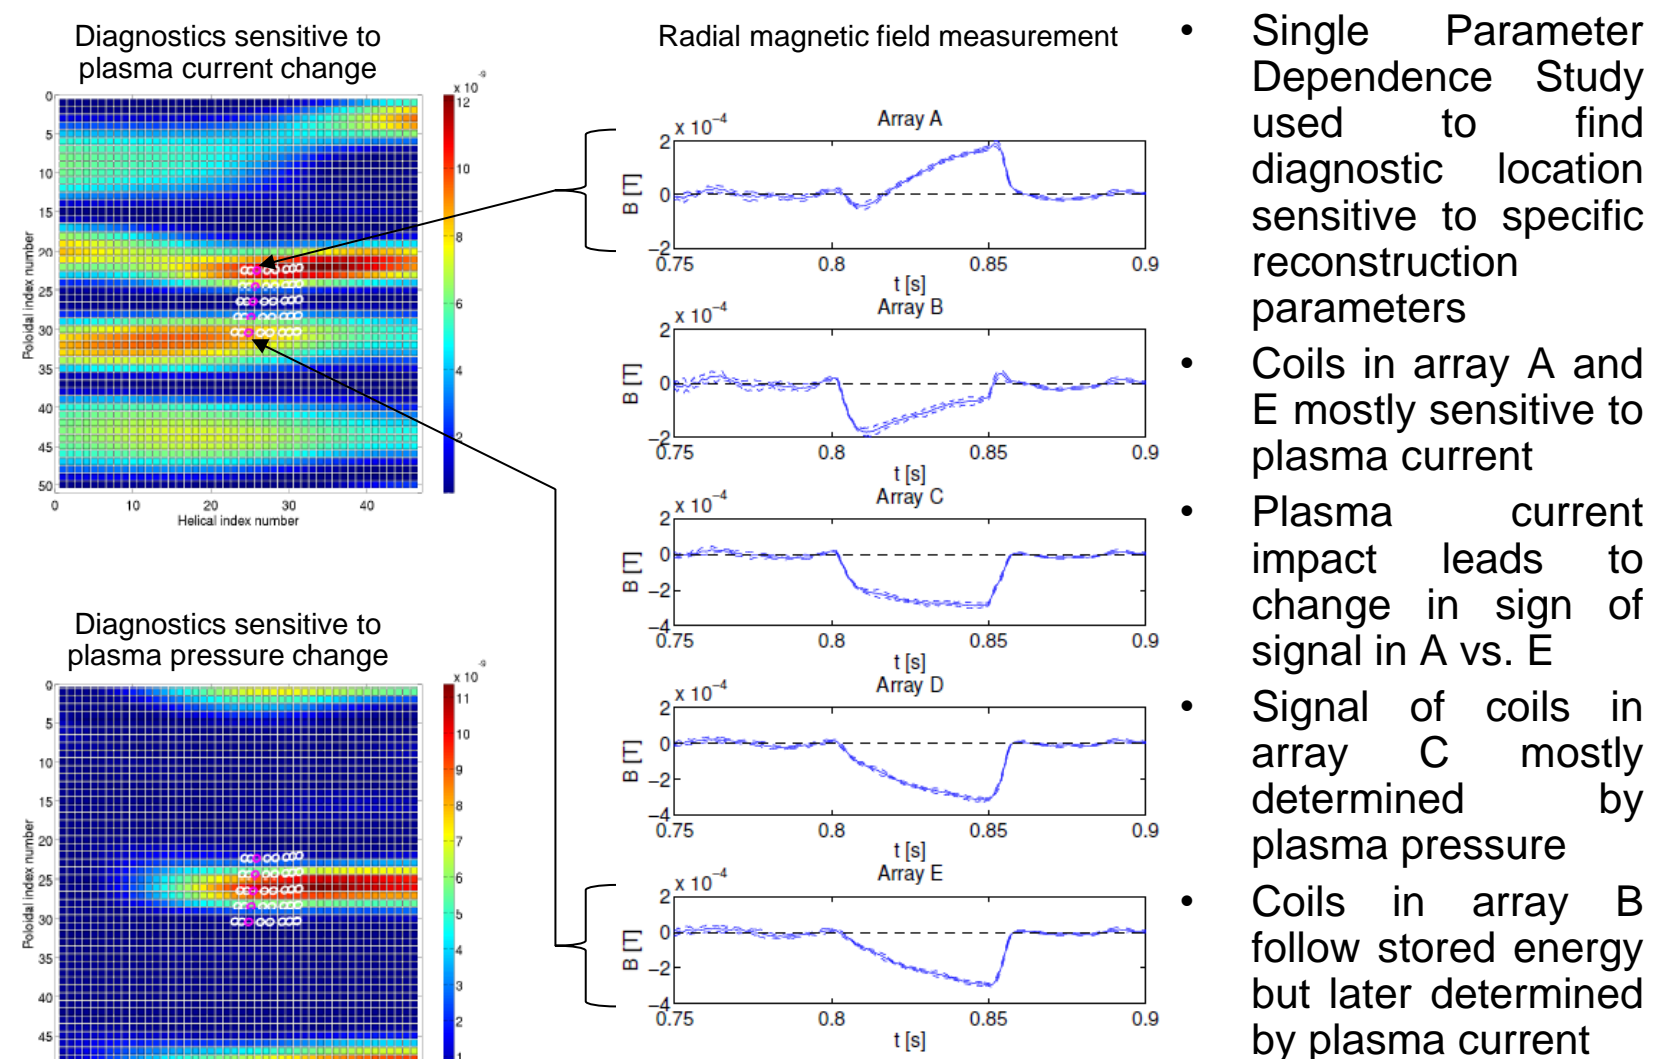 Diagnostics sensitive to
plasma current change
x 10^-9
0
5
10
15
20
25
30
35
40
45
50
Poloidal index number
0 10 20 30 40
Helical index number
12
10
8
6
4
2
Diagnostics sensitive to
plasma pressure change
x 10^-9
0
5
10
15
20
25
30
35
40
45
Poloidal index number
11
10
9
8
7
6
5
4
3
2
1
Radial magnetic field measurement
Array A
x 10^−4
2
0
−2
B [T]
0.75 0.8 0.85 0.9
t [s]
Array B
x 10^−4
2
0
−2
B [T]
0.75 0.8 0.85 0.9
t [s]
Array C
x 10^−4
2
0
−2
−4
B [T]
0.75 0.8 0.85 0.9
t [s]
Array D
x 10^−4
2
0
−2
−4
B [T]
0.75 0.8 0.85 0.9
t [s]
Array E
x 10^−4
2
0
−2
−4
B [T]
0.75 0.8 0.85 0.9
t [s]
• Single Parameter
Dependence Study
used to find
diagnostic location
sensitive to specific
reconstruction
parameters
• Coils in array A and
E mostly sensitive to
plasma current
• Plasma current
impact leads to
change in sign of
signal in A vs. E
• Signal of coils in
array C mostly
determined by
plasma pressure
• Coils in array B
follow stored energy
but later determined
by plasma current